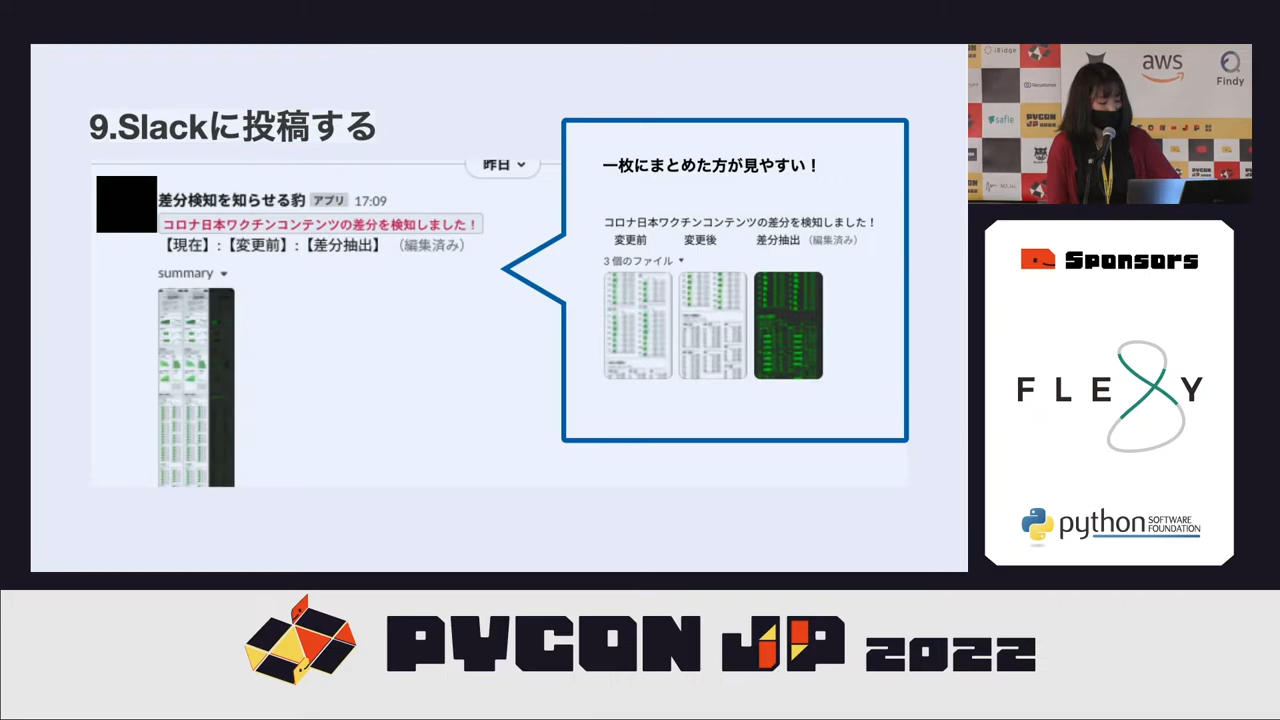 9.Slackに投稿する
昨日
差分検知を知らせる豹 アプリ 17:09
コロナ日本ワクチンコンテンツの差分を検知しました！
【現在】:【変更前】:【差分抽出】（編集済み）
summary
一枚にまとめた方が見やすい！
コロナ日本ワクチンコンテンツの差分を検知しました！
変更前 変更後 差分抽出（編集済み）
3 個のファイル
iRidge
aws
Findy
safie
PYCON JP 2022
Sponsors
FLEXY
python SOFTWARE FOUNDATION
PYCON JP 2022